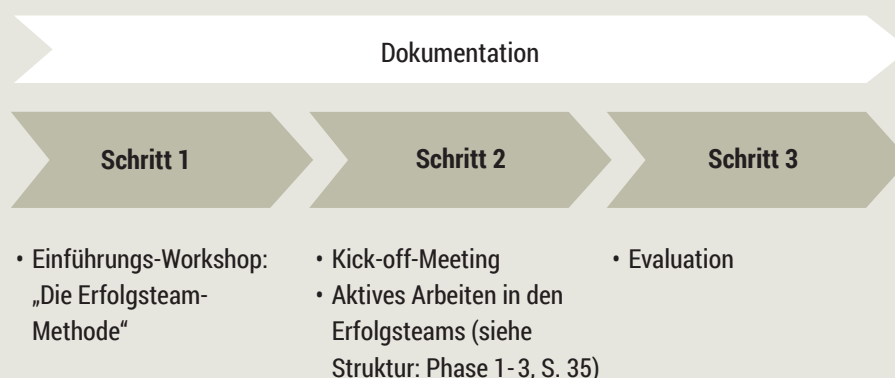 Dokumentation
Schritt 1
Schritt 2
Schritt 3
• Einführungs-Workshop:
„Die Erfolgsteam-
Methode“
• Kick-off-Meeting
• Aktives Arbeiten in den
Erfolgsteams (siehe
Struktur: Phase 1-3, S. 35)
• Evaluation